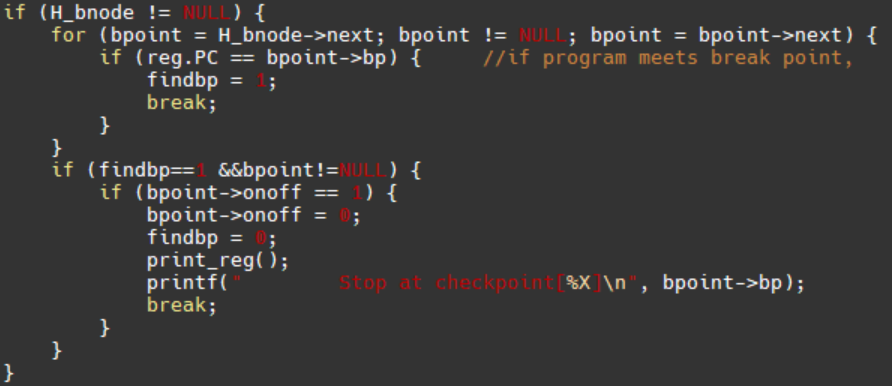 if (H_bnode != NULL) {
    for (bpoint = H_bnode->next; bpoint != NULL; bpoint = bpoint->next) {
        if (reg.PC == bpoint->bp) {     //if program meets break point,
            findbp = 1;
            break;
        }
    }
    if (findbp==1 &&bpoint!=NULL) {
        if (bpoint->onoff == 1) {
            bpoint->onoff = 0;
            findbp = 0;
            print_reg();
            printf("        Stop at checkpoint[%X]\n", bpoint->bp);
            break;
        }
    }
}